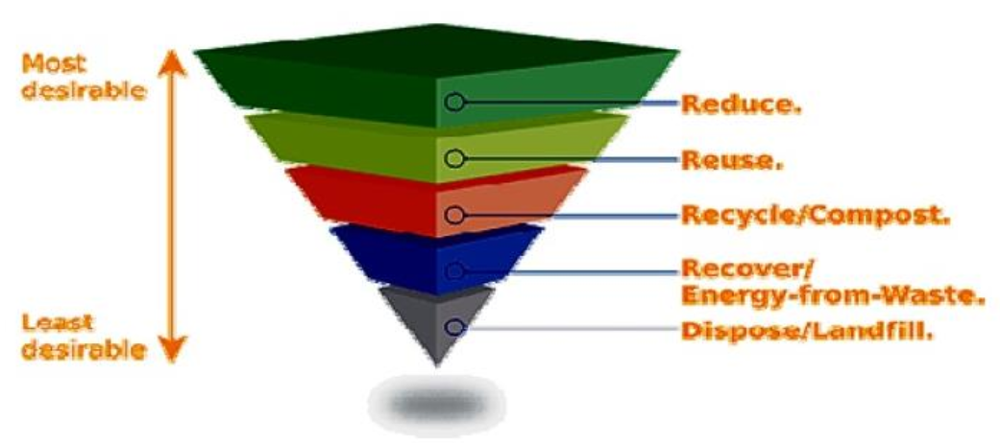 Most
desirable
Reduce.
Reuse.
Recycle/Compost.
Recover/
Energy-from-Waste.
Least
desirable
Dispose/Landfill.